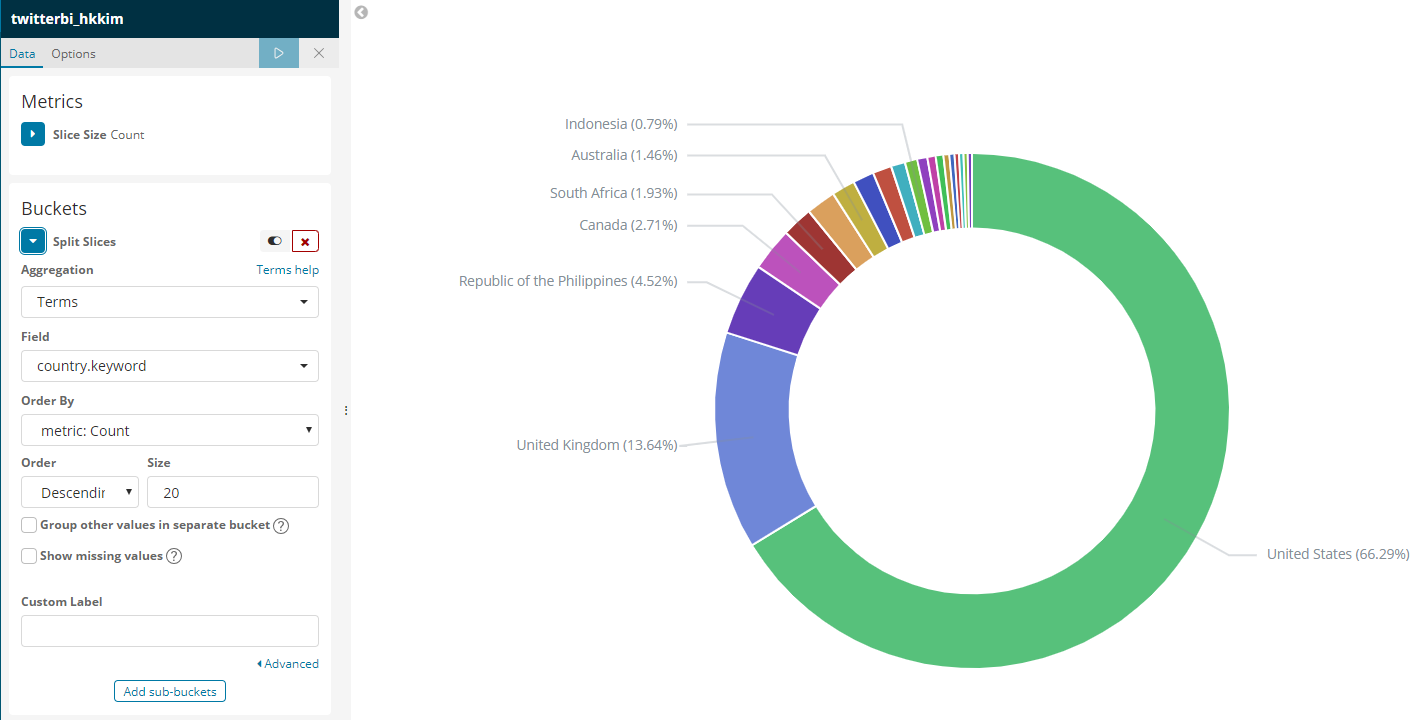 twitterbi_hkkim
Data Options
Metrics
Slice Size Count
Buckets
Split Slices
Aggregation Terms help
Terms
Field
country.keyword
Order By
metric: Count
Order Size
Descendir 20
Group other values in separate bucket ?
Show missing values ?
Custom Label
Advanced
Add sub-buckets
Indonesia (0.79%)
Australia (1.46%)
South Africa (1.93%)
Canada (2.71%)
Republic of the Philippines (4.52%)
United Kingdom (13.64%)
United States (66.29%)